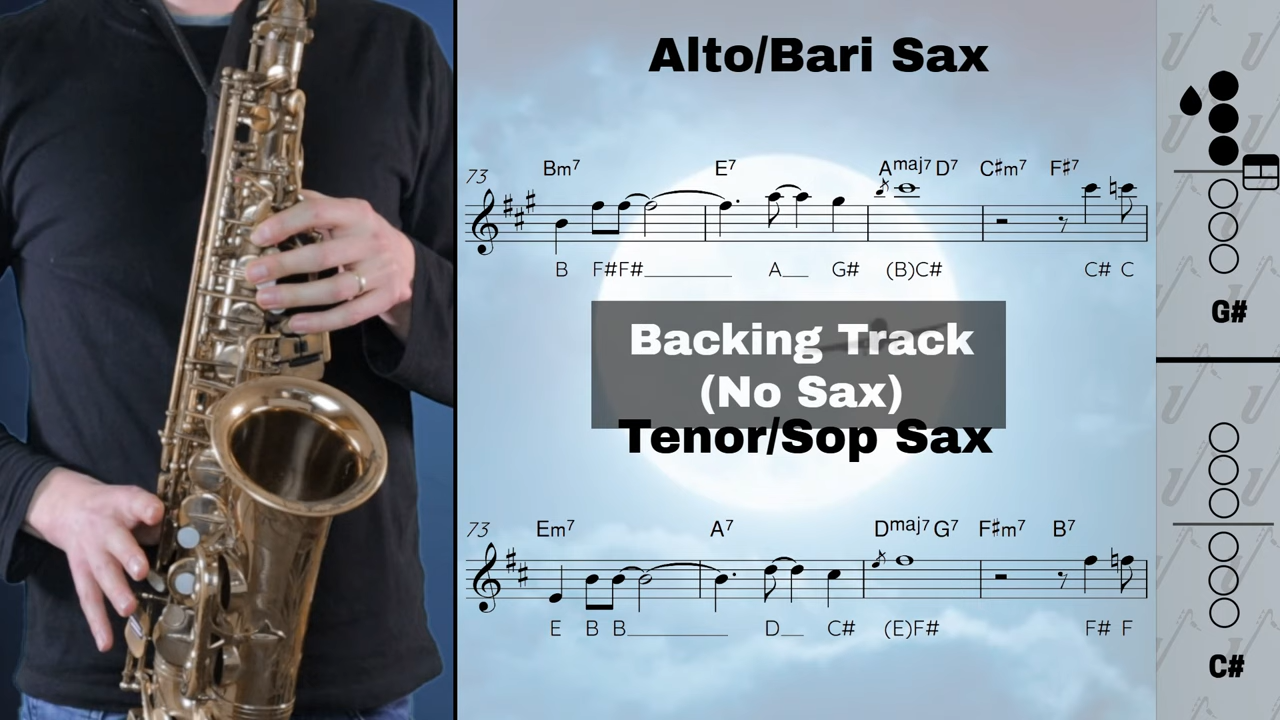 Alto/Bari Sax
73 Bm7 E7 Amaj7 D7 C#m7 F#7
B F#F# A G# (B)C# C# C
G#
Backing Track
(No Sax)
Tenor/Sop Sax
73 Em7 A7 Dmaj7 G7 F#m7 B7
E B B D C# (E)F# F# F
C#